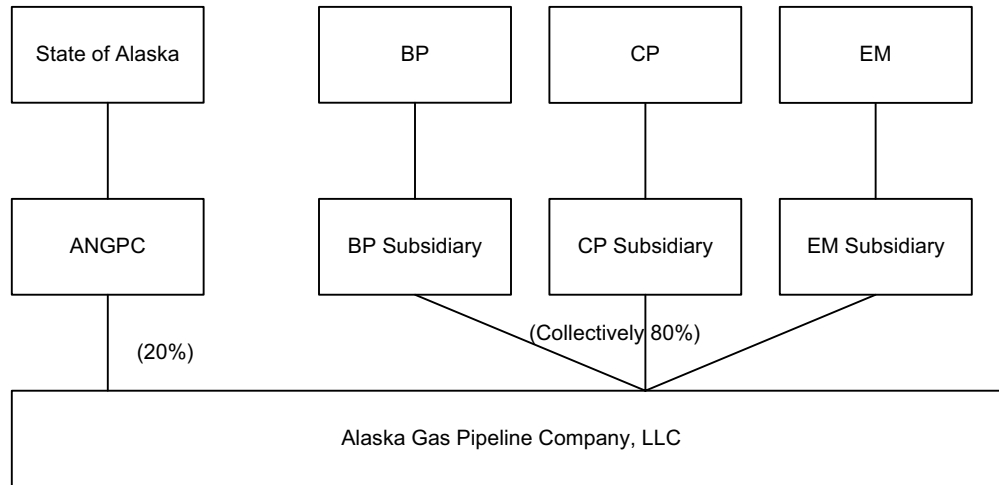 State of Alaska
BP
CP
EM
ANGPC
BP Subsidiary
CP Subsidiary
EM Subsidiary
(20%)
(Collectively 80%)
Alaska Gas Pipeline Company, LLC